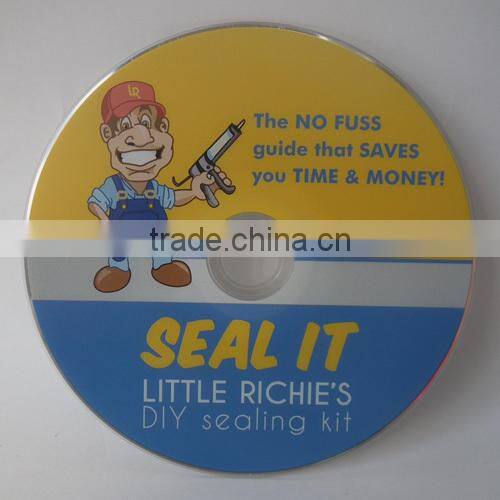 LR
The NO FUSS
guide that SAVES
you TIME & MONEY!
trade.china.cn
SEAL IT
LITTLE RICHIE'S
DIY sealing kit